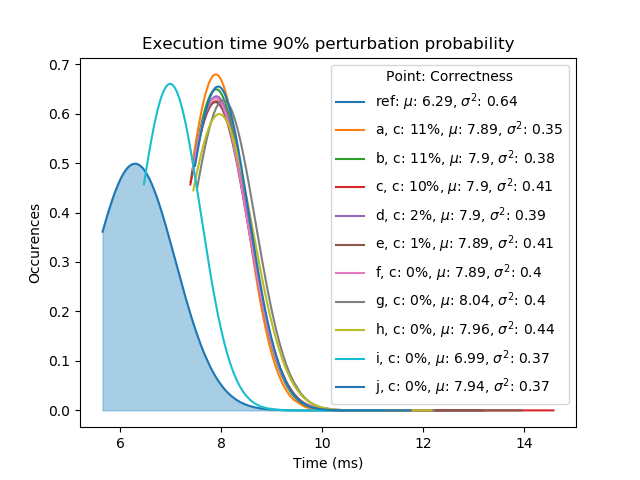 Execution time 90% perturbation probability
Occurences
0.7
0.6
0.5
0.4
0.3
0.2
0.1
0.0
Point: Correctness
ref: μ: 6.29, σ²: 0.64
a, c: 11%, μ: 7.89, σ²: 0.35
b, c: 11%, μ: 7.9, σ²: 0.38
c, c: 10%, μ: 7.9, σ²: 0.41
d, c: 2%, μ: 7.9, σ²: 0.39
e, c: 1%, μ: 7.89, σ²: 0.41
f, c: 0%, μ: 7.89, σ²: 0.4
g, c: 0%, μ: 8.04, σ²: 0.4
h, c: 0%, μ: 7.96, σ²: 0.44
i, c: 0%, μ: 6.99, σ²: 0.37
j, c: 0%, μ: 7.94, σ²: 0.37
6 8 10 12 14
Time (ms)